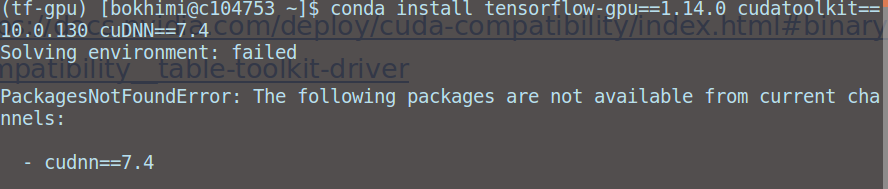 (tf-gpu) [bokhimi@c104753 ~]$ conda install tensorflow-gpu==1.14.0 cudatoolkit==
10.0.130 cuDNN==7.4
.com/deploy/cuda-compatibility/index.html#binary
Solving environment: failed
mpatibility__table-toolkit-driver
PackagesNotFoundError: The following packages are not available from current cha
nnels:
- cudnn==7.4